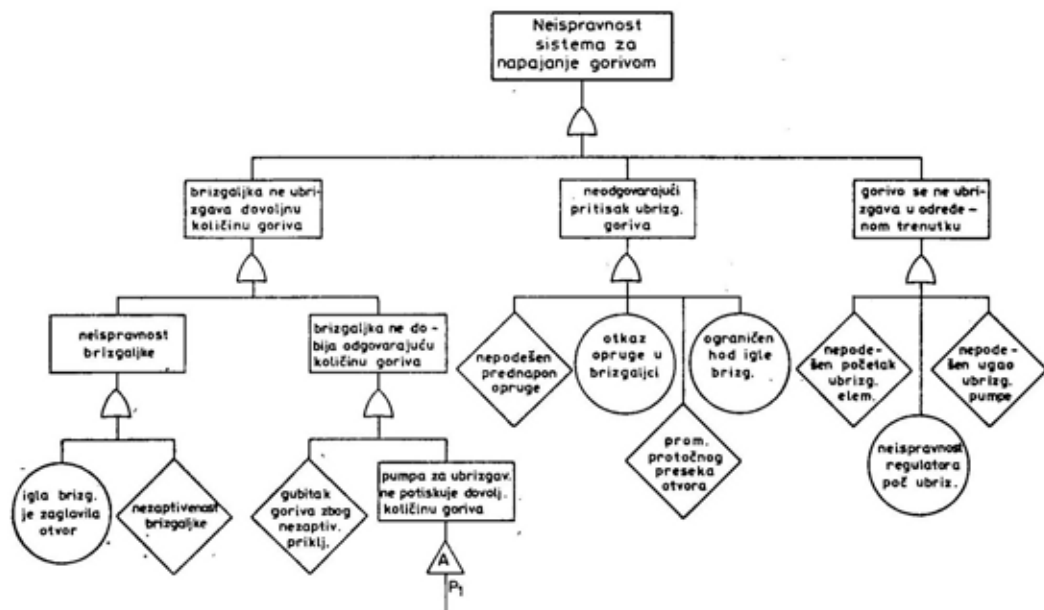 Neispravnost
sistema za
napajanje gorivom
brizgaljka ne ubri-
zgava dovoljnu
količinu goriva
neodgovarajući
pritisak ubrizg.
goriva
gorivo se ne ubri-
zgava u određe-
nom trenutku
neispravnost
brizgaljke
brizgaljka ne do-
bija odgovarajuću
količinu goriva
nepodešen
prednapon
opruge
otkaz
opruge u
brizgaljci
prom.
protočnog
preseka
otvora
ograničen
hod igle
brizg.
nepode-
šen početak
ubrizg.
elem.
neispravnost
regulatora
poč ubriz.
nepode-
šen ugao
ubrizg.
pumpe
igla brizg.
je zaglavila
otvor
nezaptivenost
brizgaljke
gubitak
goriva zbog
nezaptiv.
priklj.
pumpa za ubrizgav.
ne potiskuje dovolj.
količinu goriva
A
P1